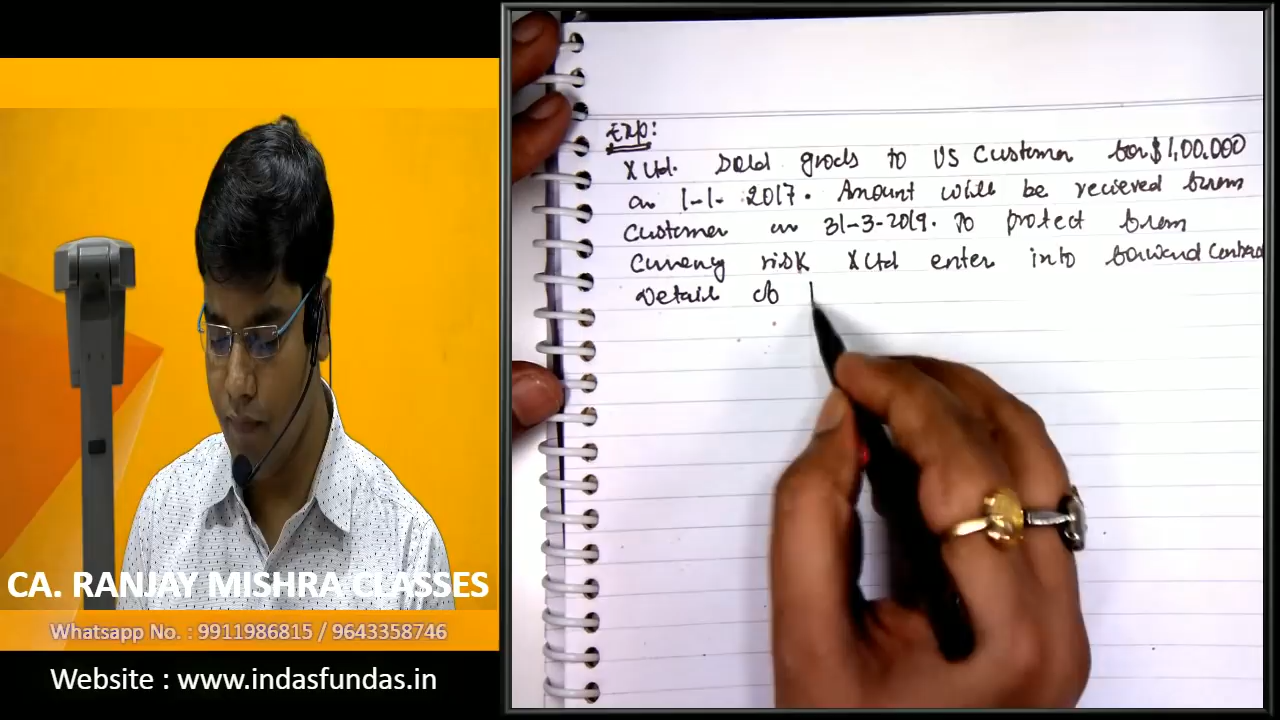 Exp:
X Ltd. Sold goods to US Customer for $1,00,000
on 1-1-2017. Amount will be recieved from
Customer on 31-3-2019. To protect from
Currency risk X Ltd enter into forward Contract
Detail of
CA. RANJAY MISHRA CLASSES
Whatsapp No. : 9911986815 / 9643358746
Website : www.indasfundas.in